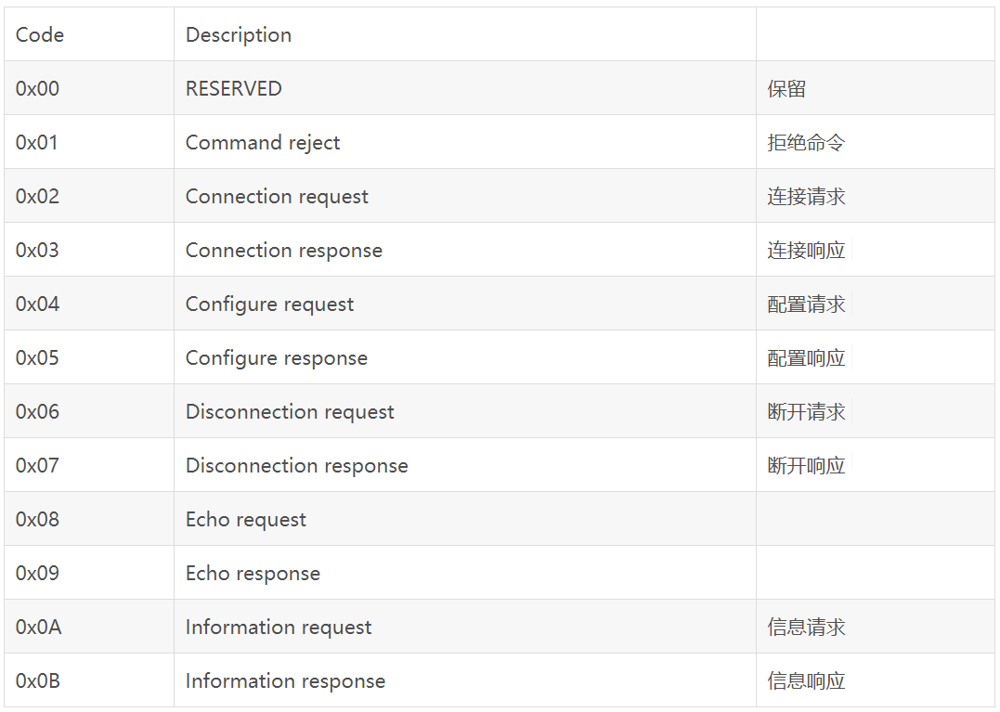 Code Description
0x00 RESERVED 保留
0x01 Command reject 拒绝命令
0x02 Connection request 连接请求
0x03 Connection response 连接响应
0x04 Configure request 配置请求
0x05 Configure response 配置响应
0x06 Disconnection request 断开请求
0x07 Disconnection response 断开响应
0x08 Echo request
0x09 Echo response
0x0A Information request 信息请求
0x0B Information response 信息响应